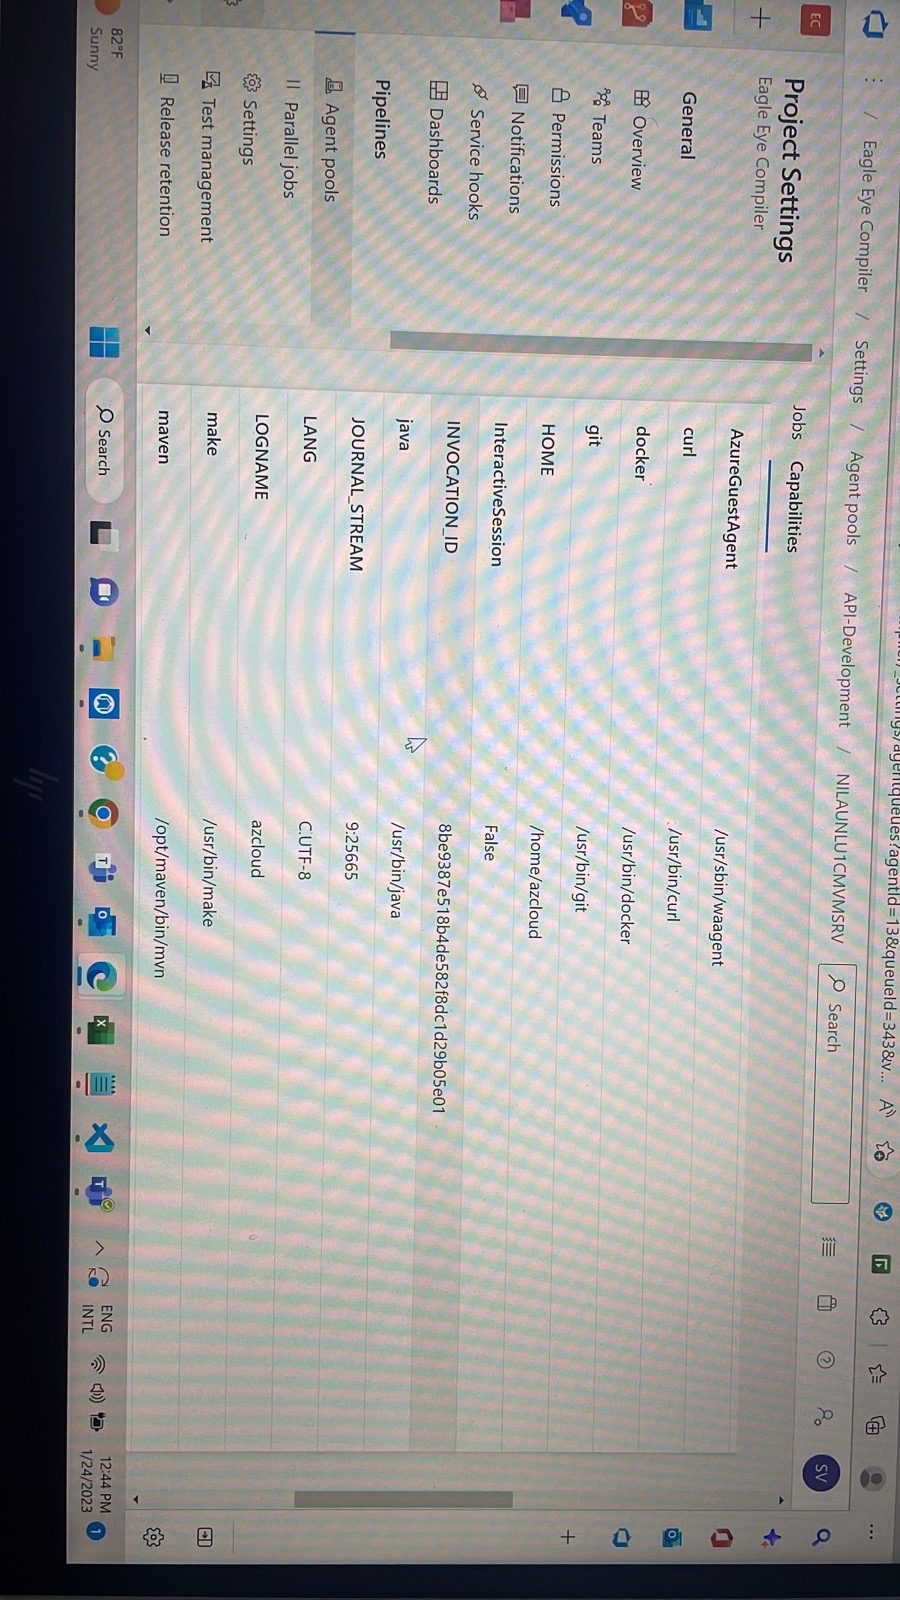 _settings/agentqueues?agentId=13&queueId=343&v...
Eagle Eye Compiler / Settings / Agent pools / API-Development / NILAUNLU1CMVMSRV
Search
SV
EC
Project Settings
Eagle Eye Compiler
General
Overview
Teams
Permissions
Notifications
Service hooks
Dashboards
Pipelines
Agent pools
Parallel jobs
Settings
Test management
Release retention
Jobs Capabilities
AzureGuestAgent /usr/sbin/waagent
curl /usr/bin/curl
docker /usr/bin/docker
git /usr/bin/git
HOME /home/azcloud
InteractiveSession False
INVOCATION_ID 8be9387e518b4de582f8dc1d29b05e01
java /usr/bin/java
JOURNAL_STREAM 9:25665
LANG C.UTF-8
LOGNAME azcloud
make /usr/bin/make
maven /opt/maven/bin/mvn
82°F
Sunny
Search
ENG
INTL
12:44 PM
1/24/2023
1
hp